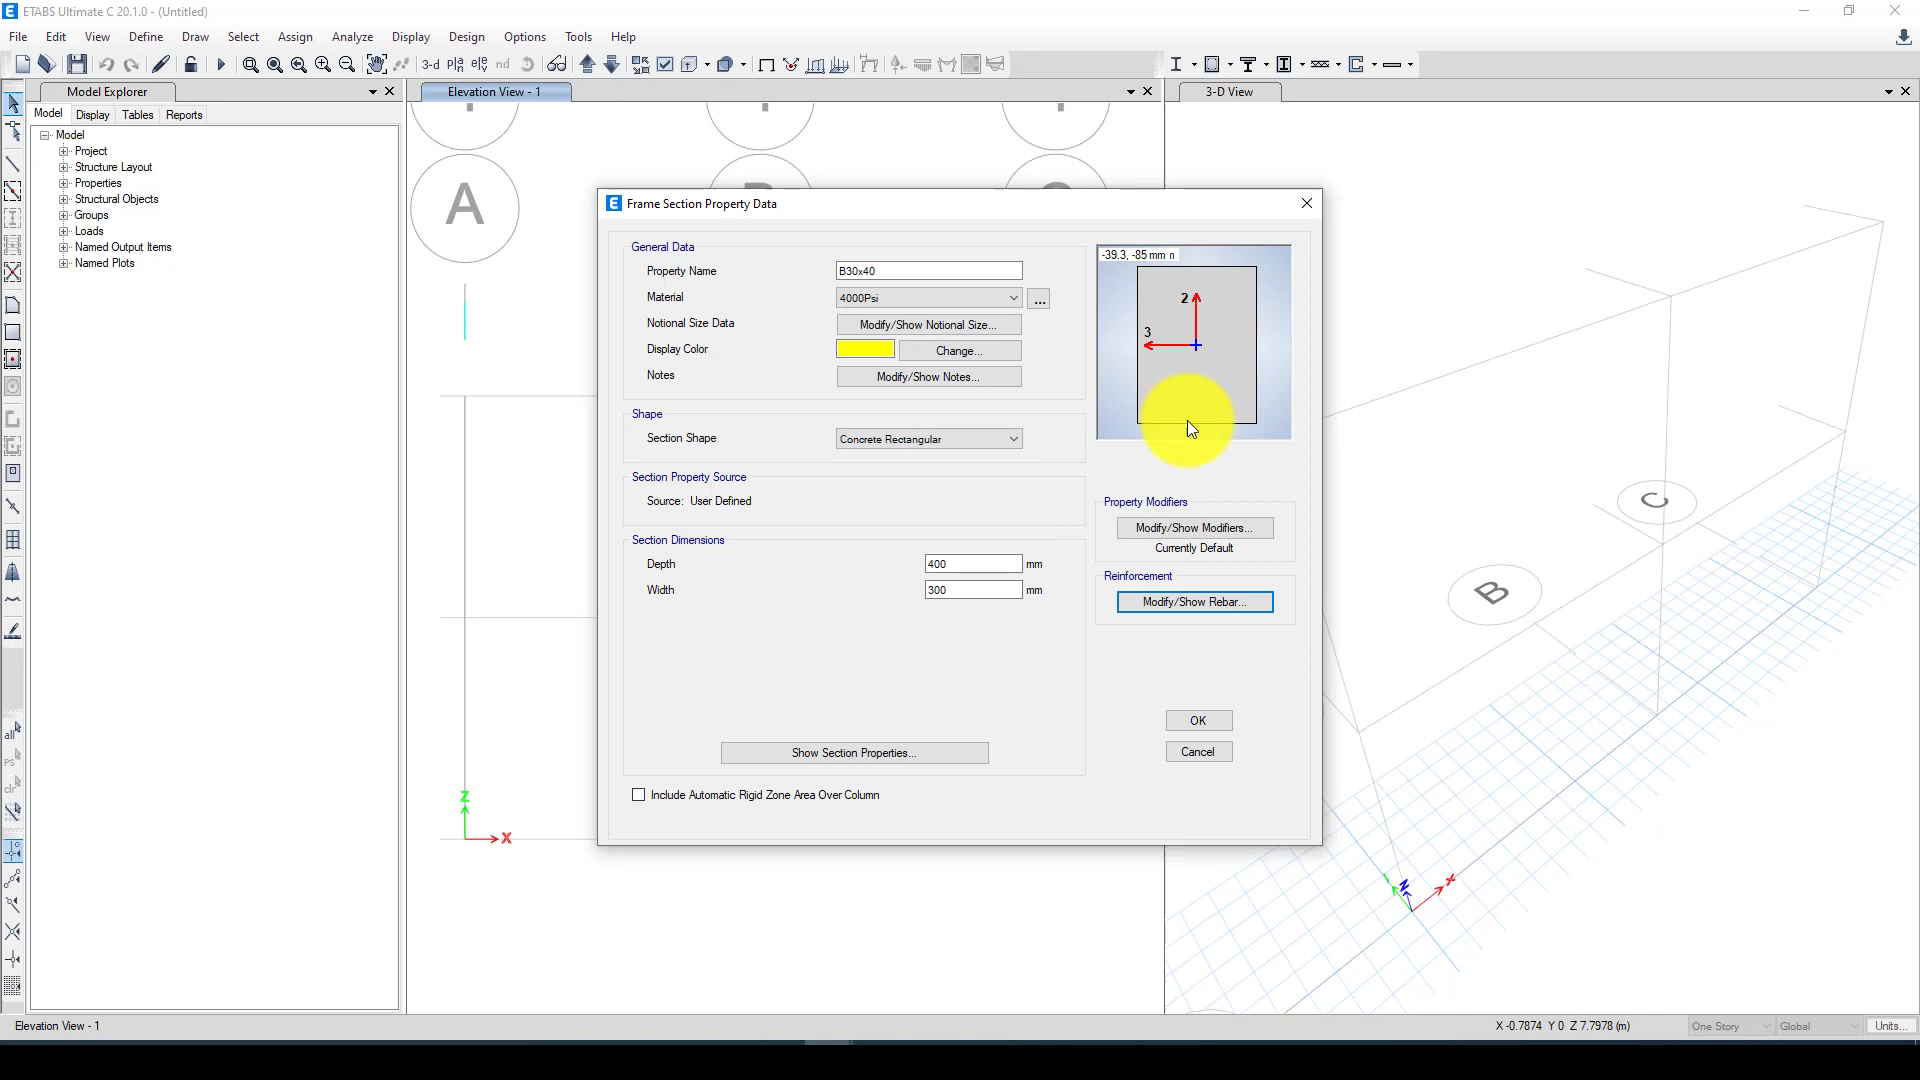 ETABS Ultimate C 20.1.0 - (Untitled)
File Edit View Define Draw Select Assign Analyze Display Design Options Tools Help
3-d
nd
Model Explorer
Elevation View - 1
3-D View
Model Display Tables Reports
Model
Project
Structure Layout
Properties
Structural Objects
Groups
Loads
Named Output Items
Named Plots
A
Frame Section Property Data
General Data
Property Name B30x40
Material 4000Psi ...
Notional Size Data Modify/Show Notional Size...
Display Color Change...
Notes Modify/Show Notes...
Shape
Section Shape Concrete Rectangular
Section Property Source
Source: User Defined
Section Dimensions
Depth 400 mm
Width 300 mm
Show Section Properties...
Include Automatic Rigid Zone Area Over Column
-39.3, -85 mm
2
3
Property Modifiers
Modify/Show Modifiers...
Currently Default
Reinforcement
Modify/Show Rebar...
OK
Cancel
C
B
Z
X
X
Elevation View - 1
X -0.7874 Y 0 Z 7.7978 (m)
One Story
Global
Units...